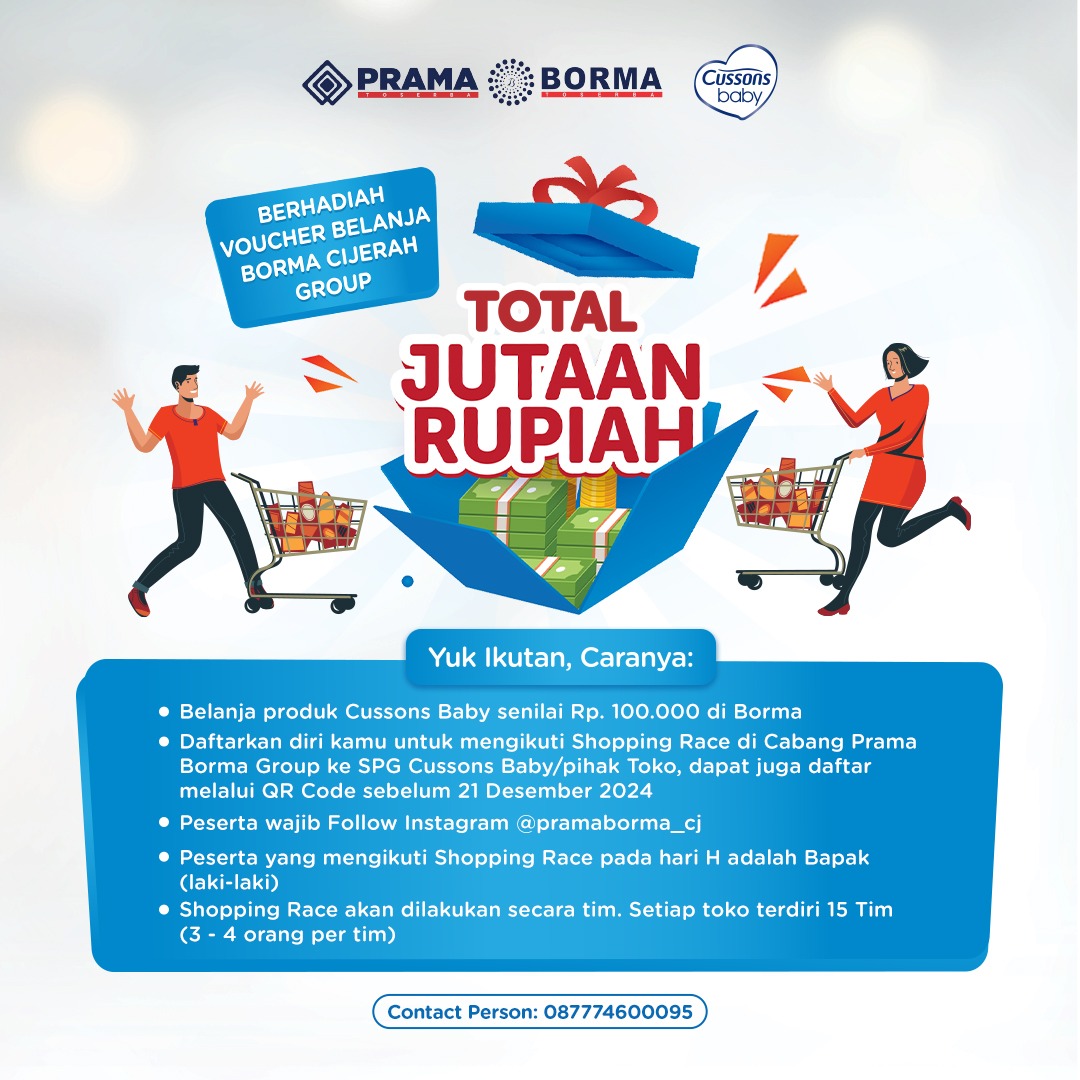 PRAMA
TOSERBA
BORMA
TOSERBA
Cussons
baby
BERHADIAH
VOUCHER BELANJA
BORMA CIJERAH
GROUP
TOTAL
JUTAAN
RUPIAH
Yuk Ikutan, Caranya:
• Belanja produk Cussons Baby senilai Rp. 100.000 di Borma
• Daftarkan diri kamu untuk mengikuti Shopping Race di Cabang Prama
Borma Group ke SPG Cussons Baby/pihak Toko, dapat juga daftar
melalui QR Code sebelum 21 Desember 2024
• Peserta wajib Follow Instagram @pramaborma_cj
• Peserta yang mengikuti Shopping Race pada hari H adalah Bapak
(laki-laki)
• Shopping Race akan dilakukan secara tim. Setiap toko terdiri 15 Tim
(3 - 4 orang per tim)
Contact Person: 087774600095